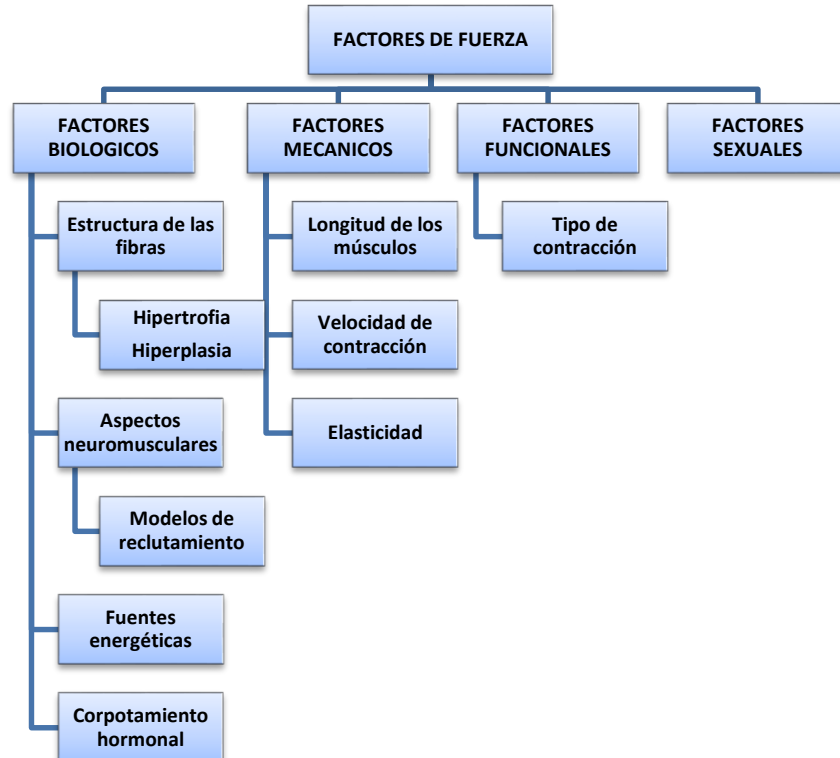 FACTORES DE FUERZA
FACTORES
BIOLOGICOS
Estructura de las
fibras
Hipertrofia
Hiperplasia
Aspectos
neuromusculares
Modelos de
reclutamiento
Fuentes
energéticas
Corpotamiento
hormonal
FACTORES
MECANICOS
Longitud de los
músculos
Velocidad de
contracción
Elasticidad
FACTORES
FUNCIONALES
Tipo de
contracción
FACTORES
SEXUALES